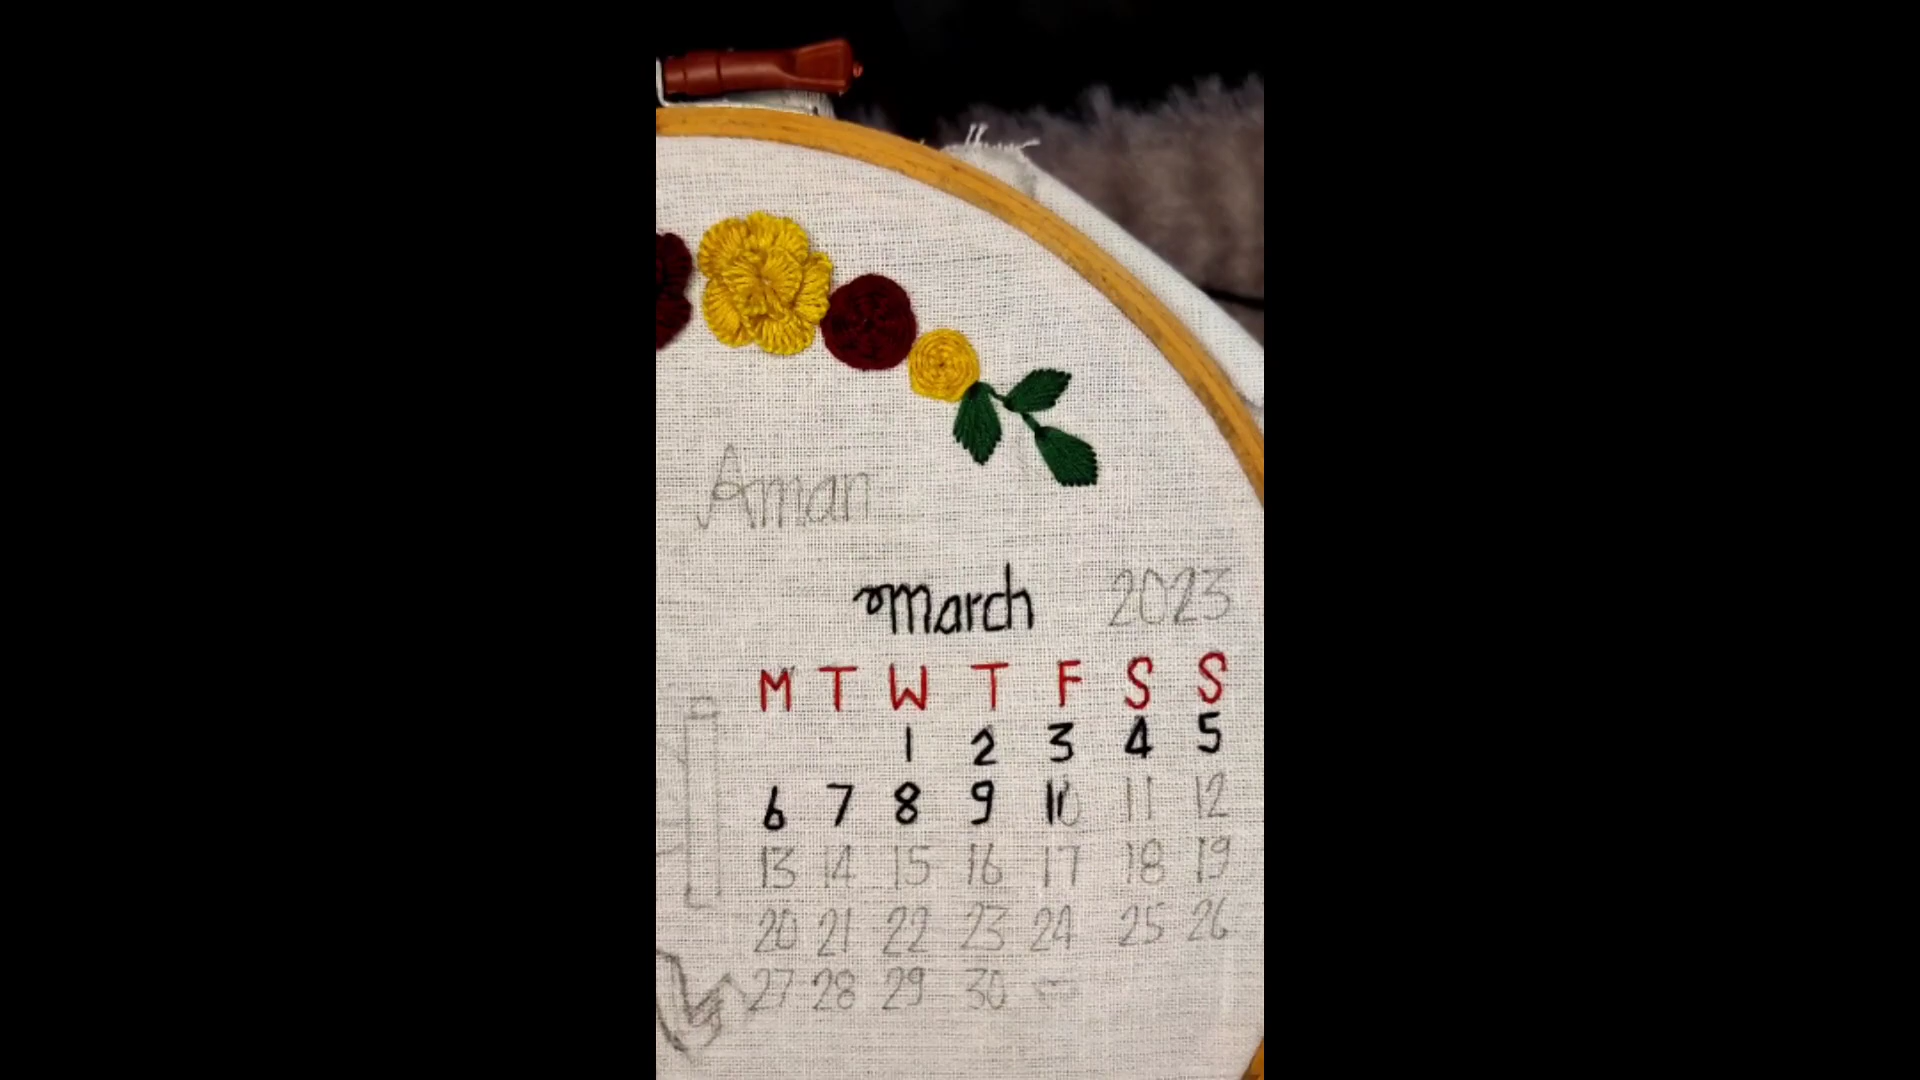 Aman
March 2023
M T W T F S S
1 2 3 4 5
6 7 8 9 10 11 12
13 14 15 16 17 18 19
20 21 22 23 24 25 26
27 28 29 30